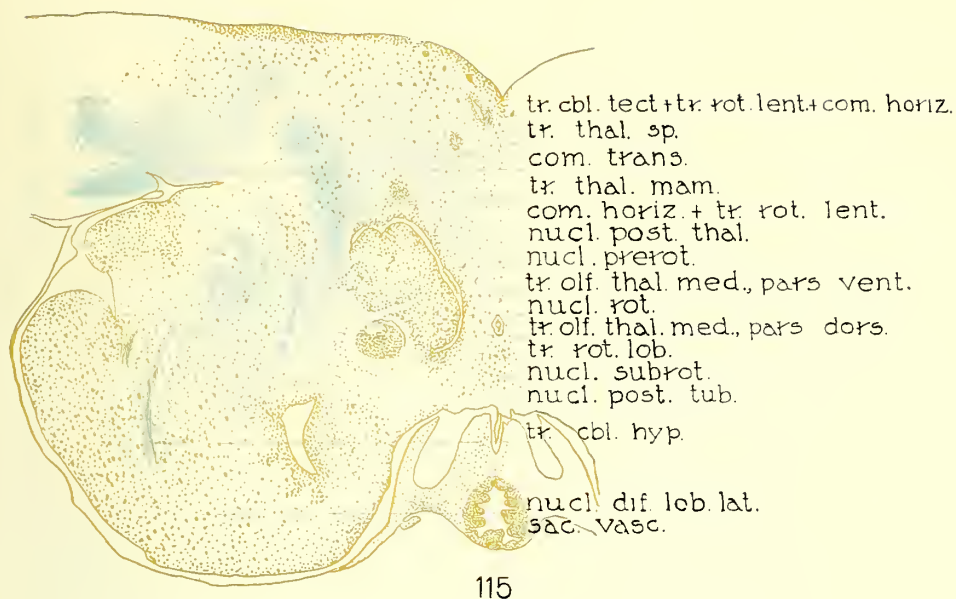 tr. cbl. tect + tr. rot. lent. + com. horiz.
tr. thal. sp.
com. trans.
tr. thal. mam.
com. horiz. + tr. rot. lent.
nucl. post. thal.
nucl. prerot.
tr. olf. thal. med., pars vent.
nucl. rot.
tr. olf. thal. med., pars dors.
tr. rot. lob.
nucl. subrot.
nucl. post. tub.
tr. cbl. hyp.
nucl. dif. lob. lat.
sac. vasc.
115